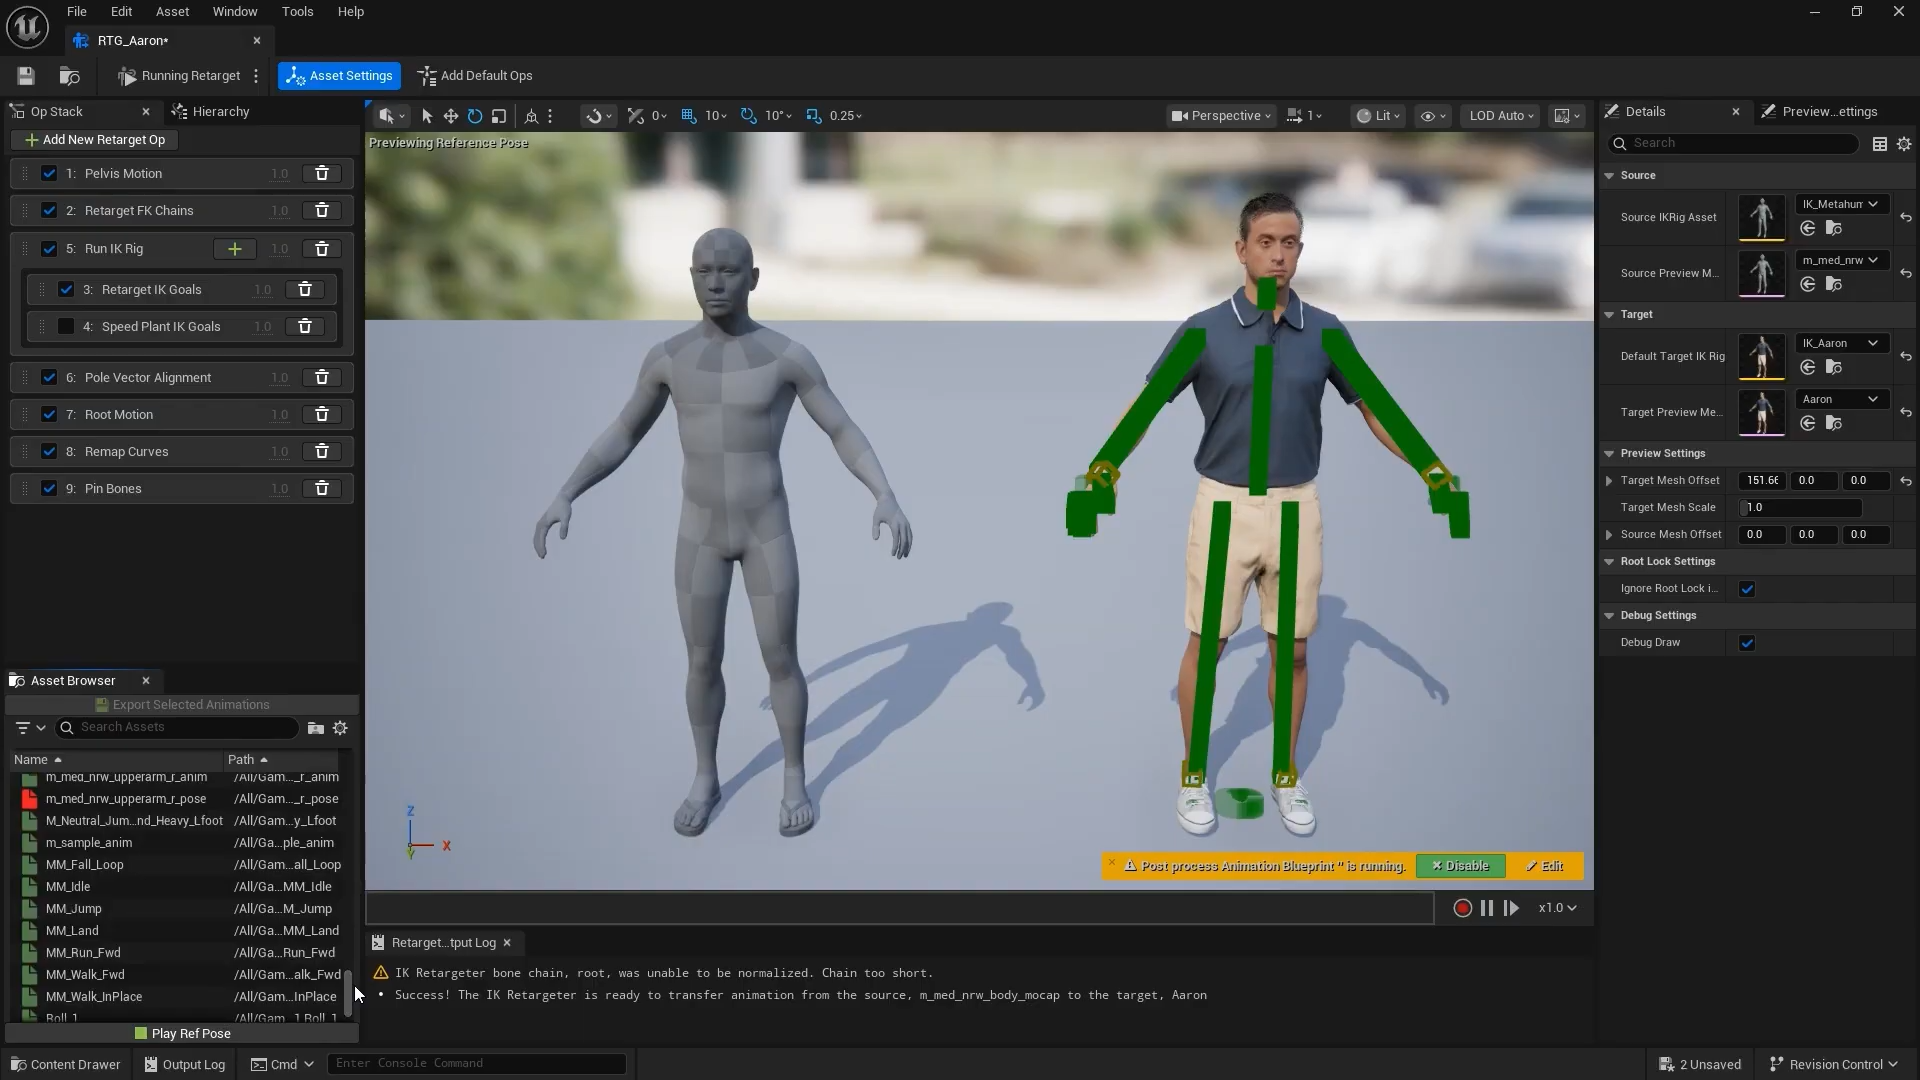 File Edit Asset Window Tools Help
RTG_Aaron*
Running Retarget Asset Settings Add Default Ops
Op Stack Hierarchy
Add New Retarget Op
1: Pelvis Motion 1.0
2: Retarget FK Chains 1.0
5: Run IK Rig 1.0
3: Retarget IK Goals 1.0
4: Speed Plant IK Goals 1.0
6: Pole Vector Alignment 1.0
7: Root Motion 1.0
8: Remap Curves 1.0
9: Pin Bones 1.0
Asset Browser
Export Selected Animations
Search Assets
Name Path
m_med_nrw_upperarm_r_anim /All/Gam..._r_anim
m_med_nrw_upperarm_r_pose /All/Gam..._r_pose
M_Neutral_Jum...nd_Heavy_Lfoot /All/Gam...y_Lfoot
m_sample_anim /All/Ga...ple_anim
MM_Fall_Loop /All/Ga...all_Loop
MM_Idle /All/Ga...MM_Idle
MM_Jump /All/Ga...M_Jump
MM_Land /All/Ga...MM_Land
MM_Run_Fwd /All/Ga...Run_Fwd
MM_Walk_Fwd /All/Gam...alk_Fwd
MM_Walk_InPlace /All/Gam...InPlace
Roll_1 /All/Gam...1.Roll_1
Play Ref Pose
0 10 10° 0.25
Perspective 1 Lit LOD Auto
Previewing Reference Pose
Z
X
Y
Post process Animation Blueprint '' is running. Disable Edit
x1.0
Retarget...tput Log
IK Retargeter bone chain, root, was unable to be normalized. Chain too short.
• Success! The IK Retargeter is ready to transfer animation from the source, m_med_nrw_body_mocap to the target, Aaron
Details Preview...ettings
Search
Source
Source IKRig Asset IK_Metahum
Source Preview M... m_med_nrw
Target
Default Target IK Rig IK_Aaron
Target Preview Me... Aaron
Preview Settings
Target Mesh Offset 151.66 0.0 0.0
Target Mesh Scale 1.0
Source Mesh Offset 0.0 0.0 0.0
Root Lock Settings
Ignore Root Lock i...
Debug Settings
Debug Draw
Content Drawer Output Log Cmd Enter Console Command
2 Unsaved Revision Control